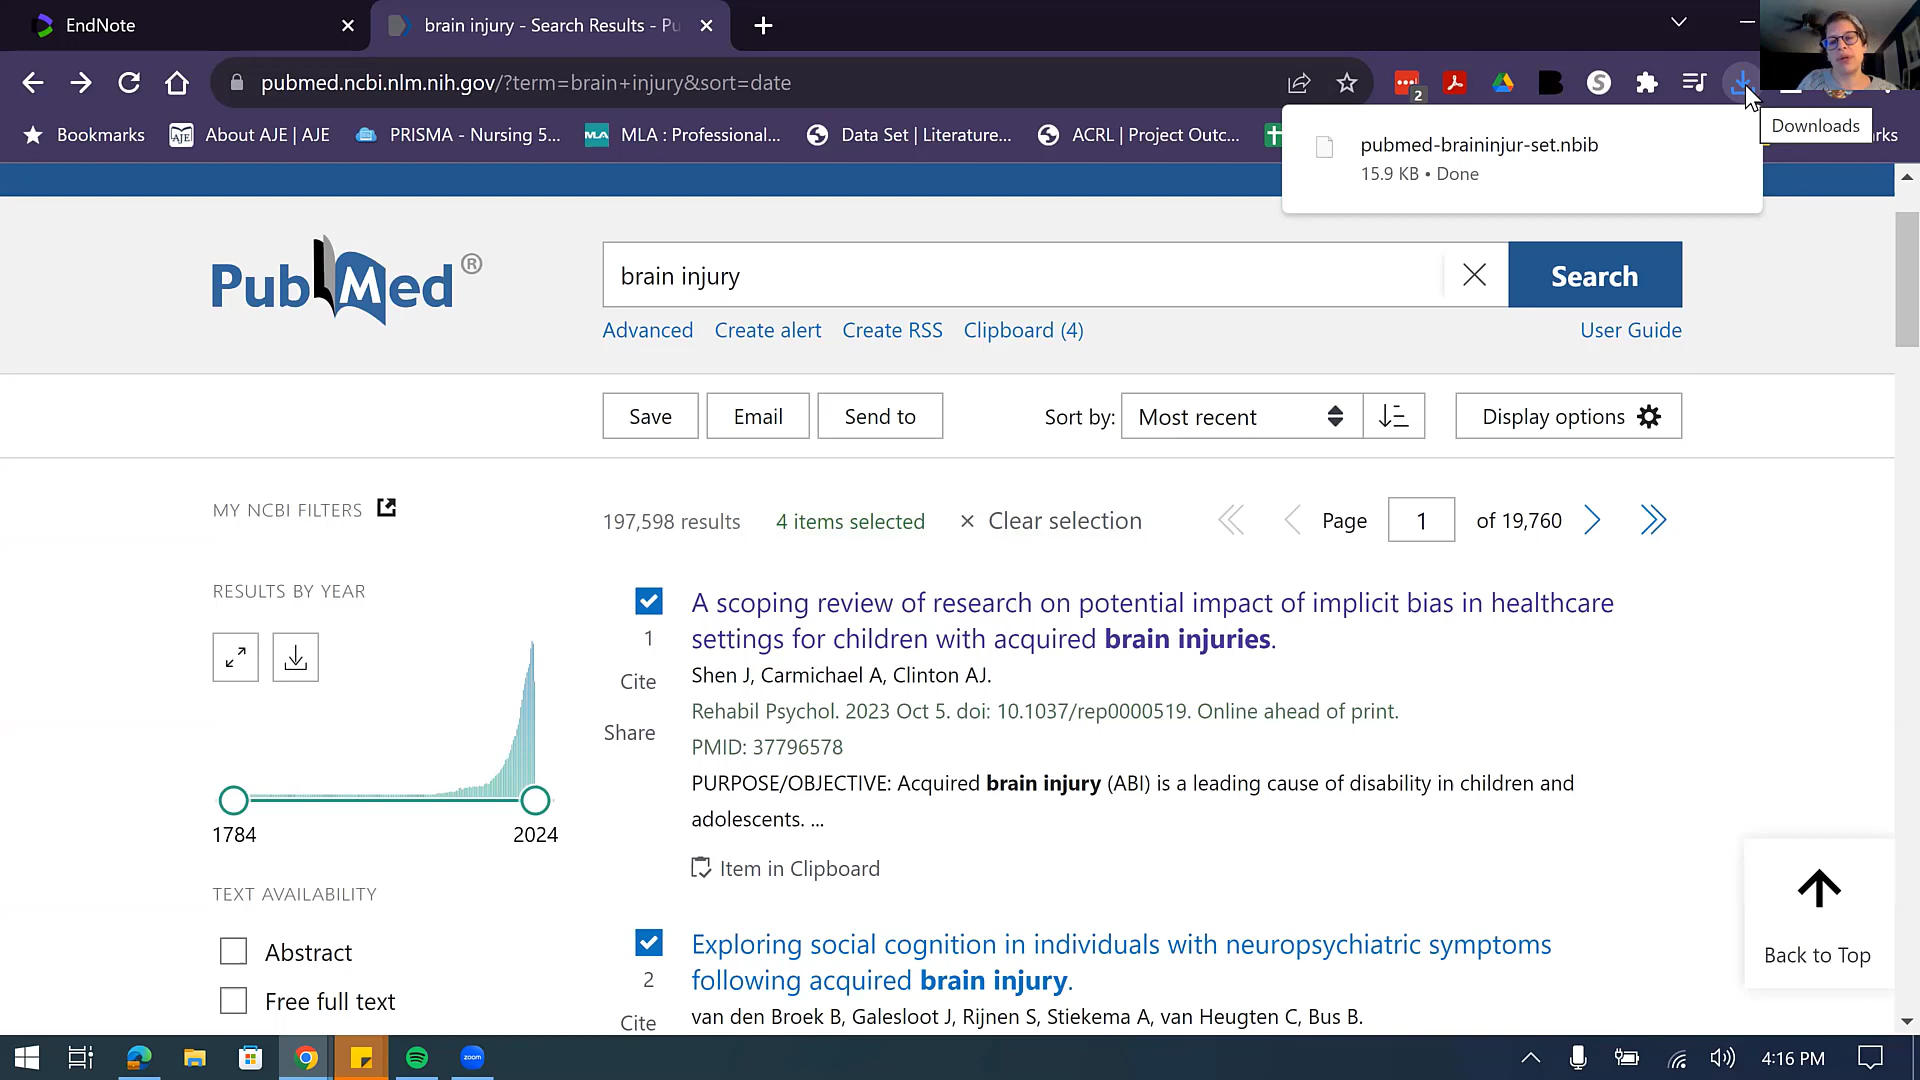 EndNote
brain injury - Search Results - Pu
pubmed.ncbi.nlm.nih.gov/?term=brain+injury&sort=date
2
Downloads
Bookmarks
AJE
About AJE | AJE
PRISMA - Nursing 5...
MLA
MLA : Professional...
Data Set | Literature...
ACRL | Project Outc...
rks
pubmed-braininjur-set.nbib
15.9 KB • Done
PubMed®
brain injury
Search
Advanced
Create alert
Create RSS
Clipboard (4)
User Guide
Save
Email
Send to
Sort by:
Most recent
Display options
MY NCBI FILTERS
197,598 results
4 items selected
× Clear selection
Page
1
of 19,760
RESULTS BY YEAR
1784
2024
A scoping review of research on potential impact of implicit bias in healthcare
settings for children with acquired brain injuries.
1
Cite
Share
Shen J, Carmichael A, Clinton AJ.
Rehabil Psychol. 2023 Oct 5. doi: 10.1037/rep0000519. Online ahead of print.
PMID: 37796578
PURPOSE/OBJECTIVE: Acquired brain injury (ABI) is a leading cause of disability in children and
adolescents. ...
Item in Clipboard
TEXT AVAILABILITY
Abstract
Free full text
Exploring social cognition in individuals with neuropsychiatric symptoms
following acquired brain injury.
2
Cite
van den Broek B, Galesloot J, Rijnen S, Stiekema A, van Heugten C, Bus B.
Back to Top
zoom
4:16 PM